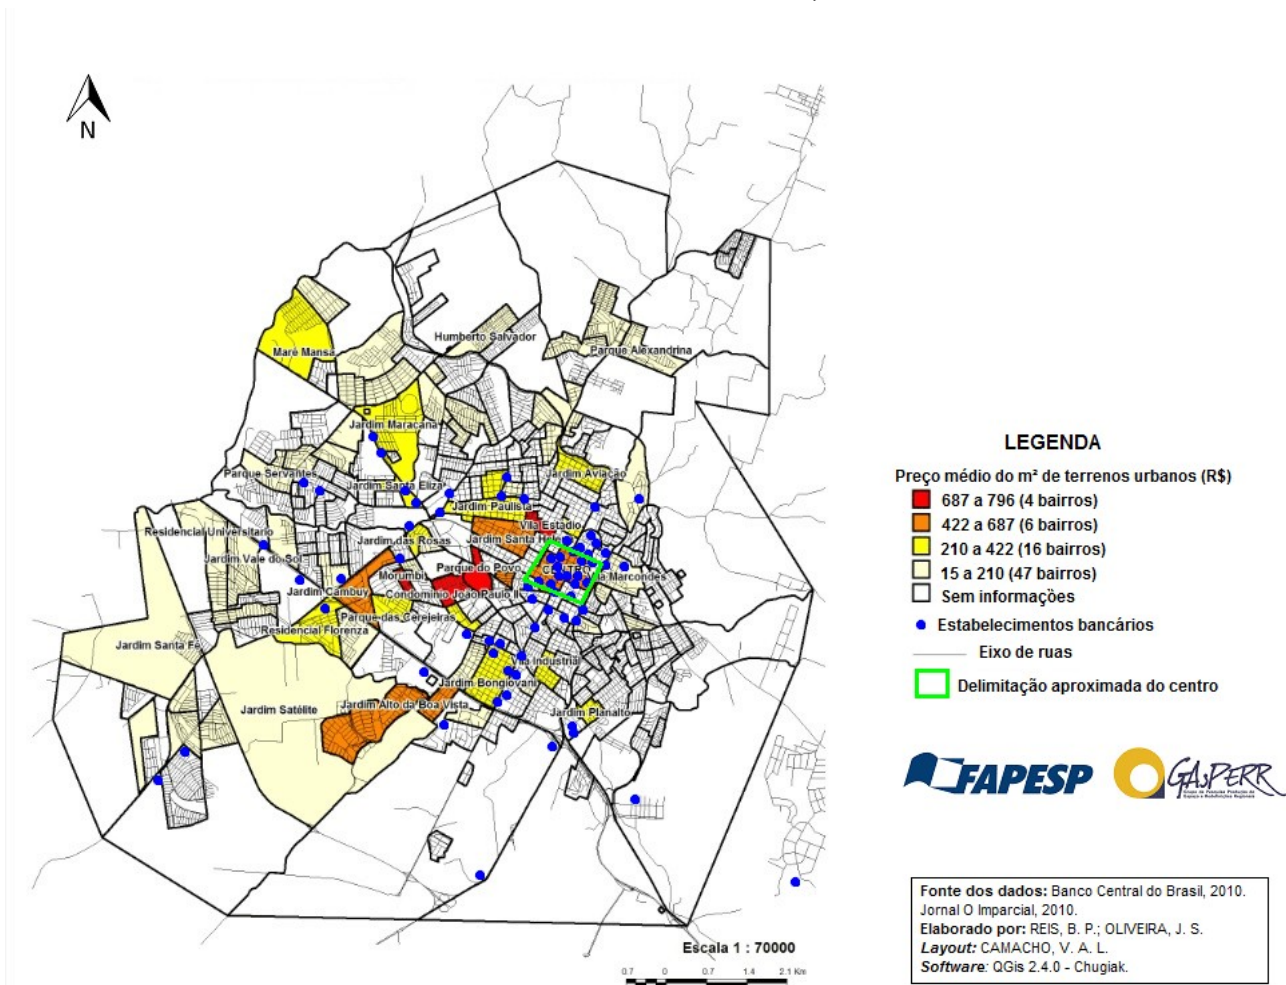 N
Humberto Salvador
Parque Alexandrina
Maré Mansa
Jardim Maracanã
Parque Servantes
Jardim Aviação
Jardim Santa Eliza
Jardim Paulista
Vila Estádio
Residencial Universitario
Jardim das Rosas
Jardim Santa Hele
Jardim Vale do Sol
Parque do Povo
CENTRO
Morumbi
Marcondes
Jardim Cambuy
Condominio João Paulo II
Parque das Cerejeiras
Residencial Florenza
Jardim Santa Fé
Vila Industrial
Jardim Bongiovani
Jardim Satélite
Jardim Alto da Boa Vista
Jardim Planalto
Escala 1 : 70000
0.7 0 0.7 1.4 2.1 Km
LEGENDA
Preço médio do m² de terrenos urbanos (R$)
687 a 796 (4 bairros)
422 a 687 (6 bairros)
210 a 422 (16 bairros)
15 a 210 (47 bairros)
Sem informações
Estabelecimentos bancários
Eixo de ruas
Delimitação aproximada do centro
FAPESP
GAsPERR
Fonte dos dados: Banco Central do Brasil, 2010.
Jornal O Imparcial, 2010.
Elaborado por: REIS, B. P.; OLIVEIRA, J. S.
Layout: CAMACHO, V. A. L.
Software: QGis 2.4.0 - Chugiak.